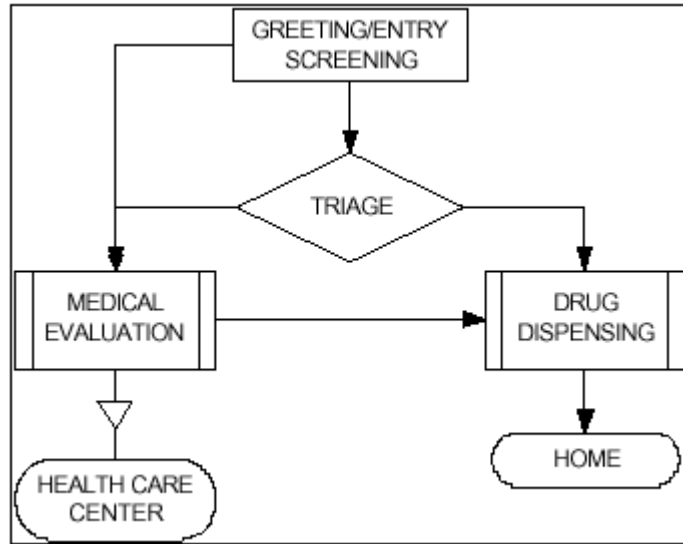 GREETING/ENTRY
SCREENING
TRIAGE
MEDICAL
EVALUATION
DRUG
DISPENSING
HEALTH CARE
CENTER
HOME